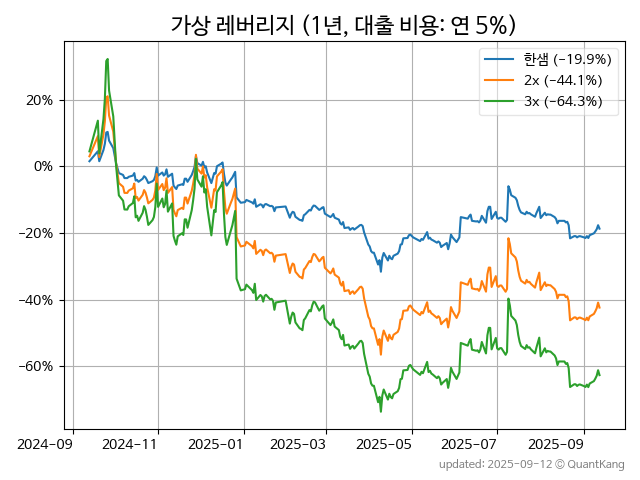 가상 레버리지 (1년, 대출 비용: 연 5%)
한샘 (-19.9%)
2x (-44.1%)
3x (-64.3%)
20%
0%
-20%
-40%
-60%
2024-09
2024-11
2025-01
2025-03
2025-05
2025-07
2025-09
updated: 2025-09-12 © QuantKang